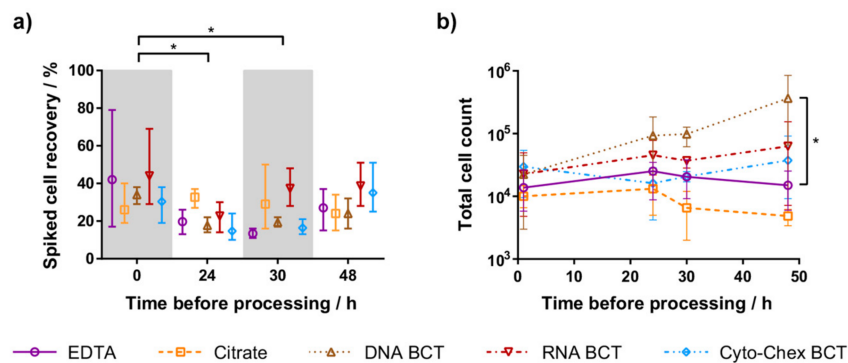 a)
*
*
Spiked cell recovery / %
100
80
60
40
20
0
0 24 30 48
Time before processing / h
b)
Total cell count
10⁶
10⁵
10⁴
10³
*
0 10 20 30 40 50
Time before processing / h
EDTA Citrate DNA BCT RNA BCT Cyto-Chex BCT